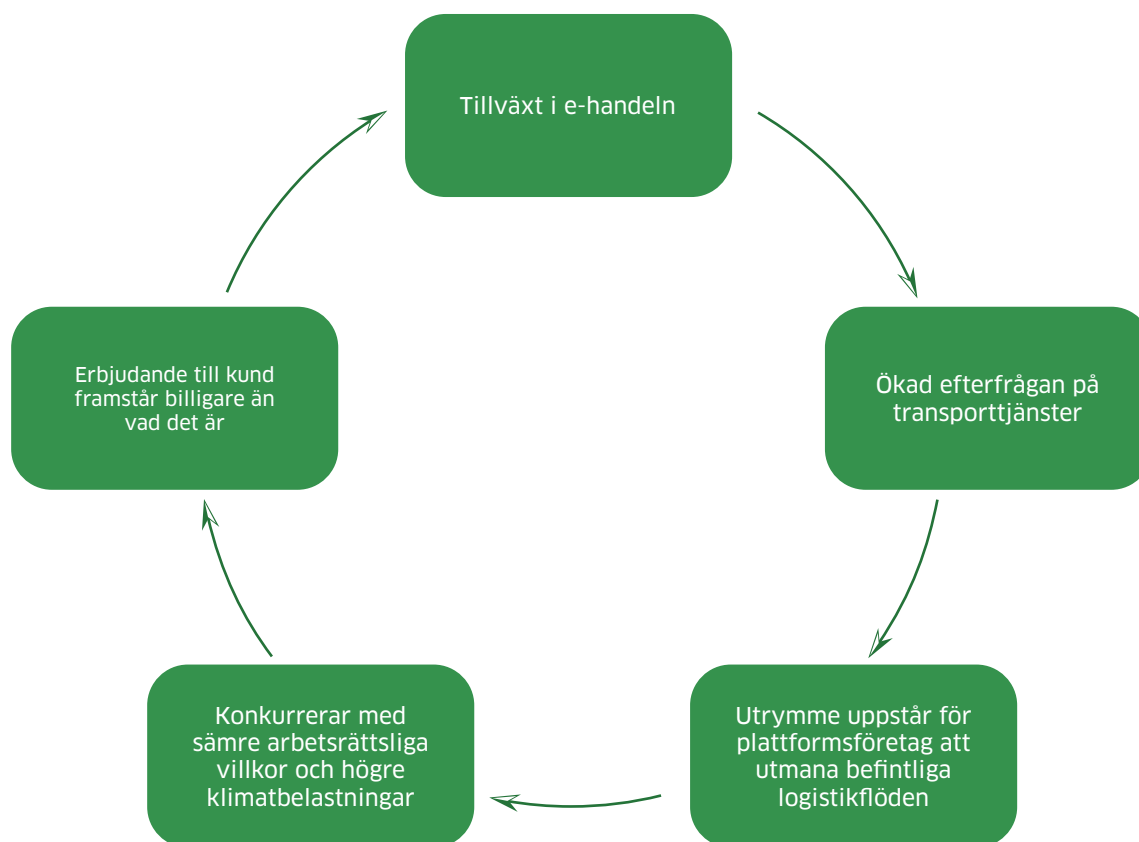 Tillväxt i e-handeln
Ökad efterfrågan på
transporttjänster
Utrymme uppstår för
plattformsföretag att
utmana befintliga
logistikflöden
Konkurrerar med
sämre arbetsrättsliga
villkor och högre
klimatbelastningar
Erbjudande till kund
framstår billigare än
vad det är